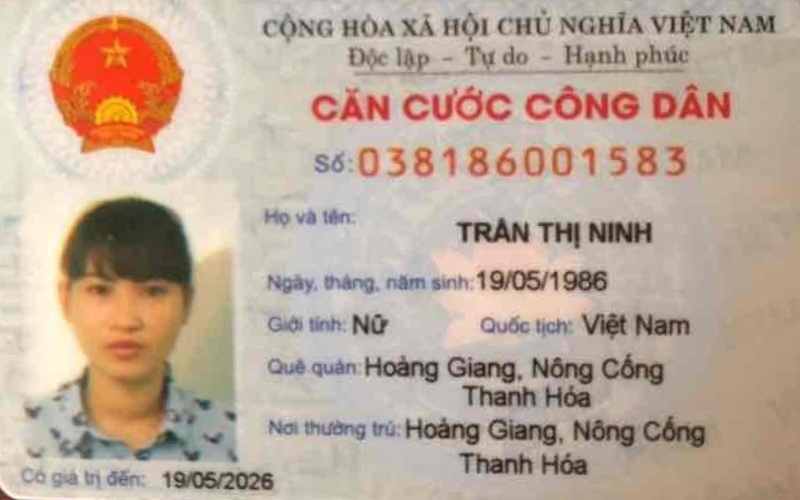 CỘNG HÒA XÃ HỘI CHỦ NGHĨA VIỆT NAM
Độc lập - Tự do - Hạnh phúc
CĂN CƯỚC CÔNG DÂN
Số: 038186001583
Họ và tên:
TRẦN THỊ NINH
Ngày, tháng, năm sinh: 19/05/1986
Giới tính: Nữ Quốc tịch: Việt Nam
Quê quán: Hoàng Giang, Nông Cống
Thanh Hóa
Nơi thường trú: Hoàng Giang, Nông Cống
Thanh Hóa
Có giá trị đến: 19/05/2026